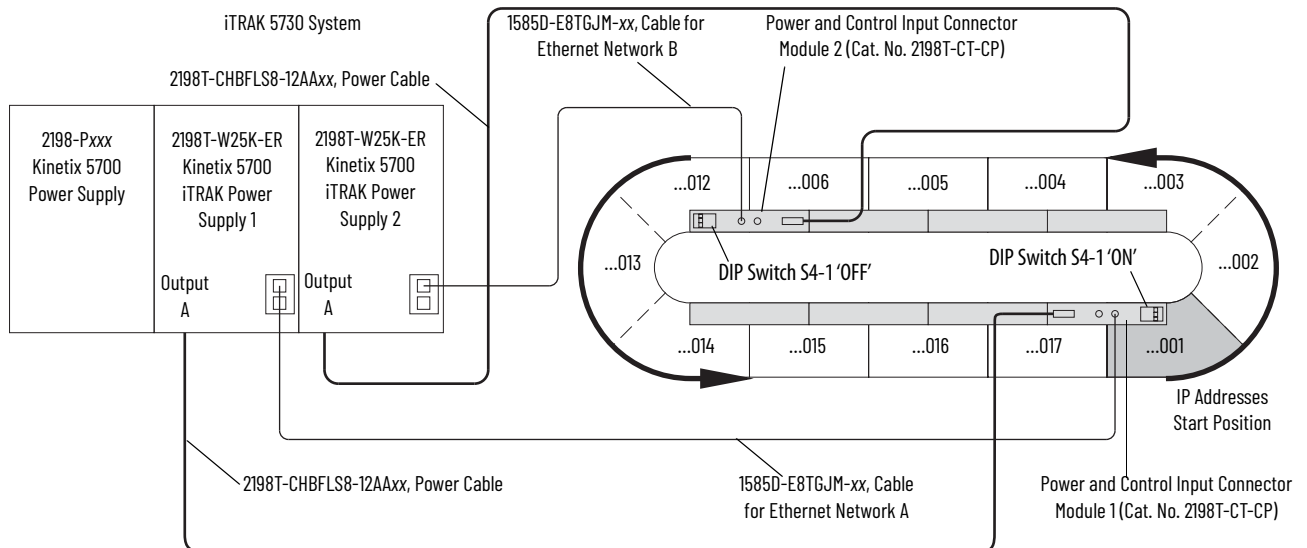 iTRAK 5730 System
1585D-E8TGJM-xx, Cable for
Ethernet Network B
Power and Control Input Connector
Module 2 (Cat. No. 2198T-CT-CP)
2198T-CHBFLS8-12AAxx, Power Cable
2198-Pxxx
Kinetix 5700
Power Supply
2198T-W25K-ER
Kinetix 5700
iTRAK Power
Supply 1
2198T-W25K-ER
Kinetix 5700
iTRAK Power
Supply 2
Output
A
Output
A
...012
...006
...005
...004
...003
...013
DIP Switch S4-1 ‘OFF’
DIP Switch S4-1 ‘ON’
...002
...014
...015
...016
...017
...001
IP Addresses
Start Position
2198T-CHBFLS8-12AAxx, Power Cable
1585D-E8TGJM-xx, Cable
for Ethernet Network A
Power and Control Input Connector
Module 1 (Cat. No. 2198T-CT-CP)